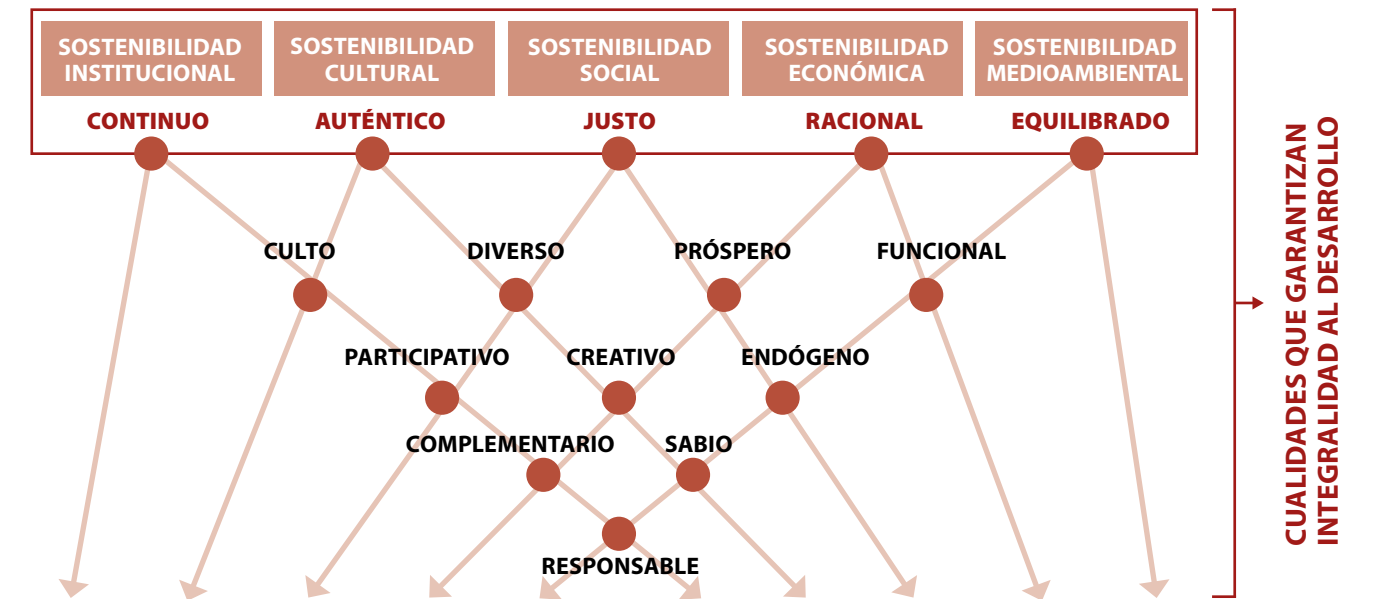 SOSTENIBILIDAD
INSTITUCIONAL
SOSTENIBILIDAD
CULTURAL
SOSTENIBILIDAD
SOCIAL
SOSTENIBILIDAD
ECONÓMICA
SOSTENIBILIDAD
MEDIOAMBIENTAL
CONTINUO
AUTÉNTICO
JUSTO
RACIONAL
EQUILIBRADO
CULTO
DIVERSO
PRÓSPERO
FUNCIONAL
PARTICIPATIVO
CREATIVO
ENDÓGENO
COMPLEMENTARIO
SABIO
RESPONSABLE
CUALIDADES QUE GARANTIZAN
INTEGRALIDAD AL DESARROLLO